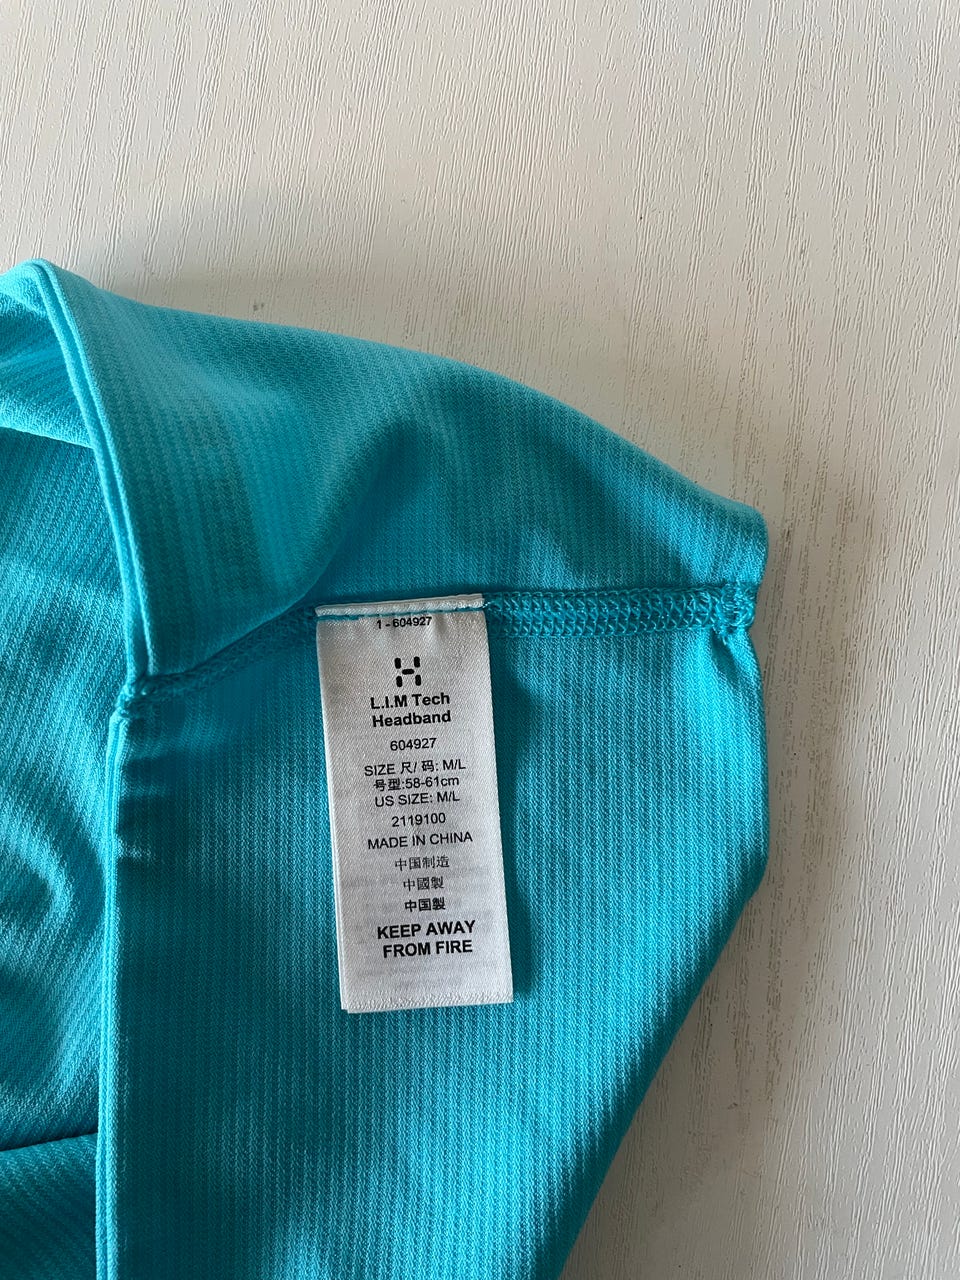 1 - 604927
L.I.M Tech
Headband
604927
SIZE 尺/ 码: M/L
号型:58-61cm
US SIZE: M/L
2119100
MADE IN CHINA
中国制造
中國製
中国製
KEEP AWAY
FROM FIRE